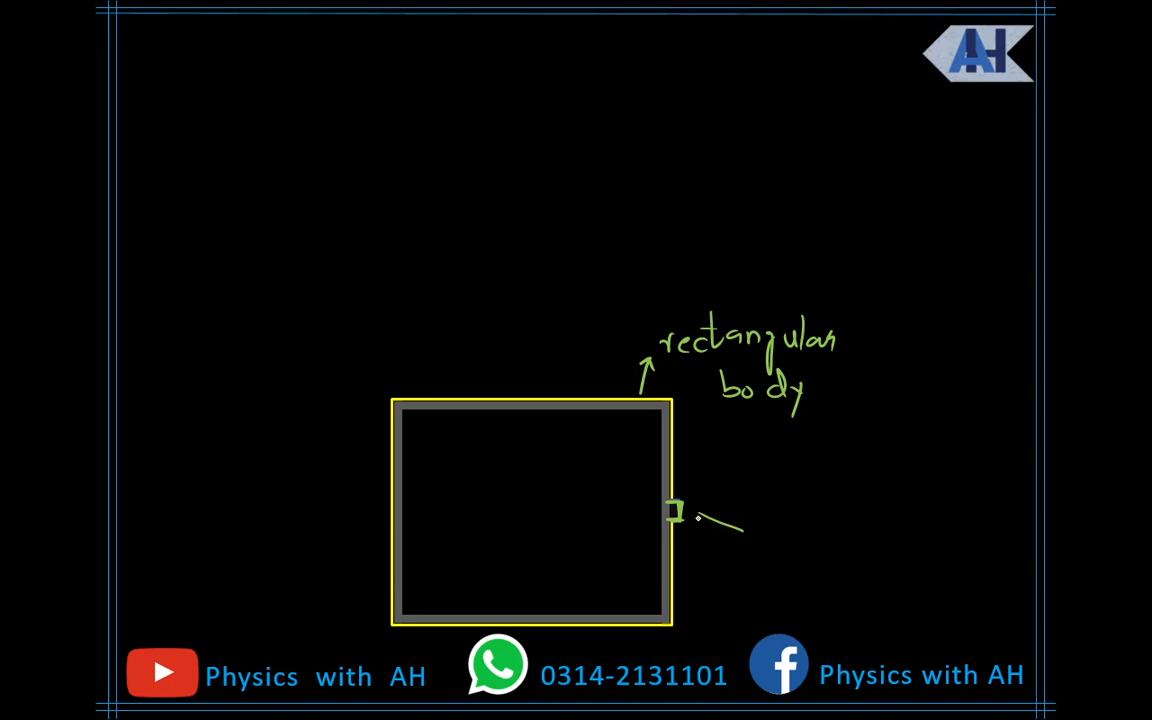 AH
rectangular
body
Physics with AH
0314-2131101
Physics with AH